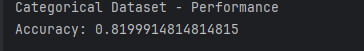 Categorical Dataset - Performance
Accuracy: 0.8199914814814815